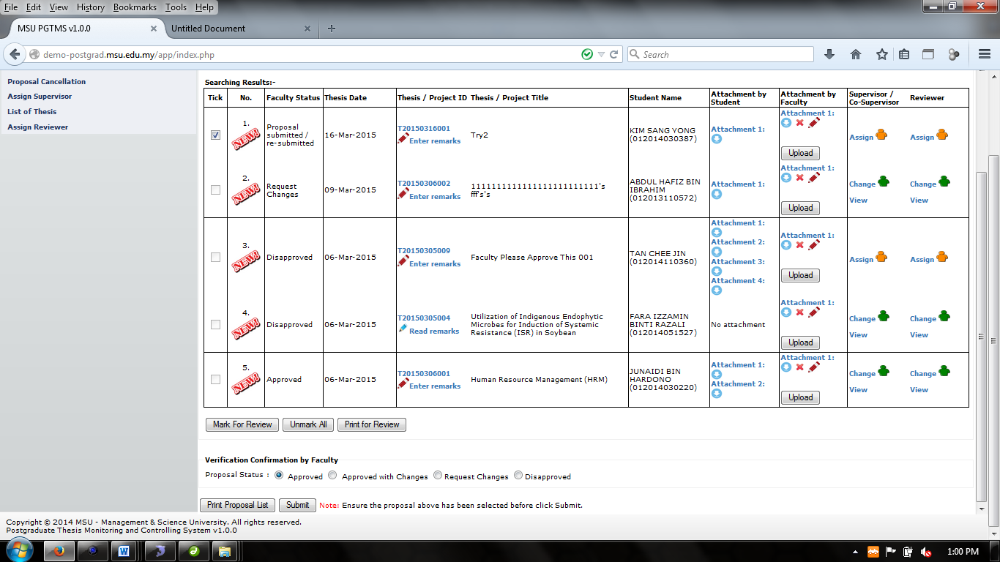 File Edit View History Bookmarks Tools Help
MSU PGTMS v1.0.0
Untitled Document
demo-postgrad.msu.edu.my/app/index.php
Search
Proposal Cancellation
Assign Supervisor
List of Thesis
Assign Reviewer
Searching Results:-
Tick No. Faculty Status Thesis Date Thesis / Project ID Thesis / Project Title Student Name Attachment by Student Attachment by Faculty Supervisor / Co-Supervisor Reviewer
1.
NEW!
Proposal
submitted /
re-submitted
16-Mar-2015
T20150316001
Enter remarks
Try2
KIM SANG YONG
(012014030387)
Attachment 1:
Attachment 1:
Upload
Assign
Assign
2.
NEW!
Request
Changes
09-Mar-2015
T20150306002
Enter remarks
1111111111111111111111111's
fff's's
ABDUL HAFIZ BIN
IBRAHIM
(012013110572)
Attachment 1:
Attachment 1:
Upload
Change
View
Change
View
3.
NEW!
Disapproved
06-Mar-2015
T20150305009
Enter remarks
Faculty Please Approve This 001
TAN CHEE JIN
(012014110360)
Attachment 1:
Attachment 2:
Attachment 3:
Attachment 4:
Attachment 1:
Upload
Assign
Assign
4.
NEW!
Disapproved
06-Mar-2015
T20150305004
Read remarks
Utilization of Indigenous Endophytic
Microbes for Induction of Systemic
Resistance (ISR) in Soybean
FARA IZZAMIN
BINTI RAZALI
(012014051527)
No attachment
Attachment 1:
Upload
Change
View
Change
View
5.
NEW!
Approved
06-Mar-2015
T20150306001
Enter remarks
Human Resource Management (HRM)
JUNAIDI BIN
HARDONO
(012014030220)
Attachment 1:
Attachment 2:
Attachment 1:
Upload
Change
View
Change
View
Mark For Review Unmark All Print for Review
Verification Confirmation by Faculty
Proposal Status : Approved Approved with Changes Request Changes Disapproved
Print Proposal List Submit Note: Ensure the proposal above has been selected before click Submit.
Copyright © 2014 MSU - Management & Science University. All rights reserved.
Postgraduate Thesis Monitoring and Controlling System v1.0.0
1:00 PM